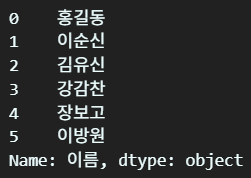 0    홍길동
1    이순신
2    김유신
3    강감찬
4    장보고
5    이방원
Name: 이름, dtype: object